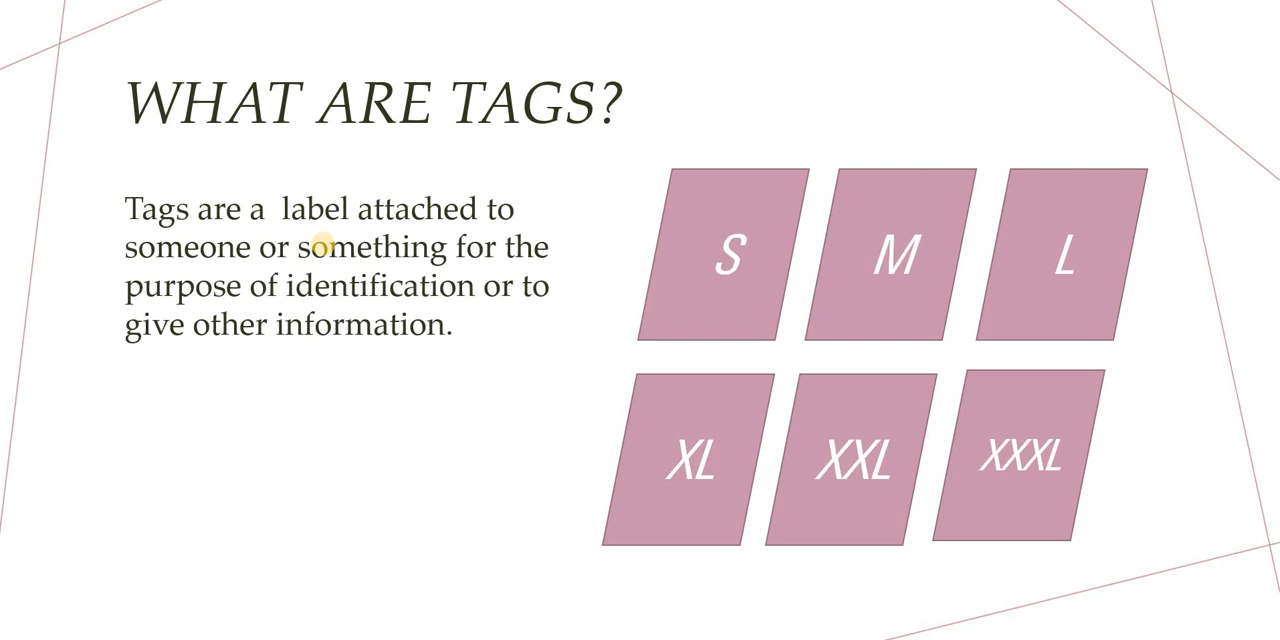 WHAT ARE TAGS?
Tags are a  label attached to
someone or something for the
purpose of identification or to
give other information.
S
M
L
XL
XXL
XXXL